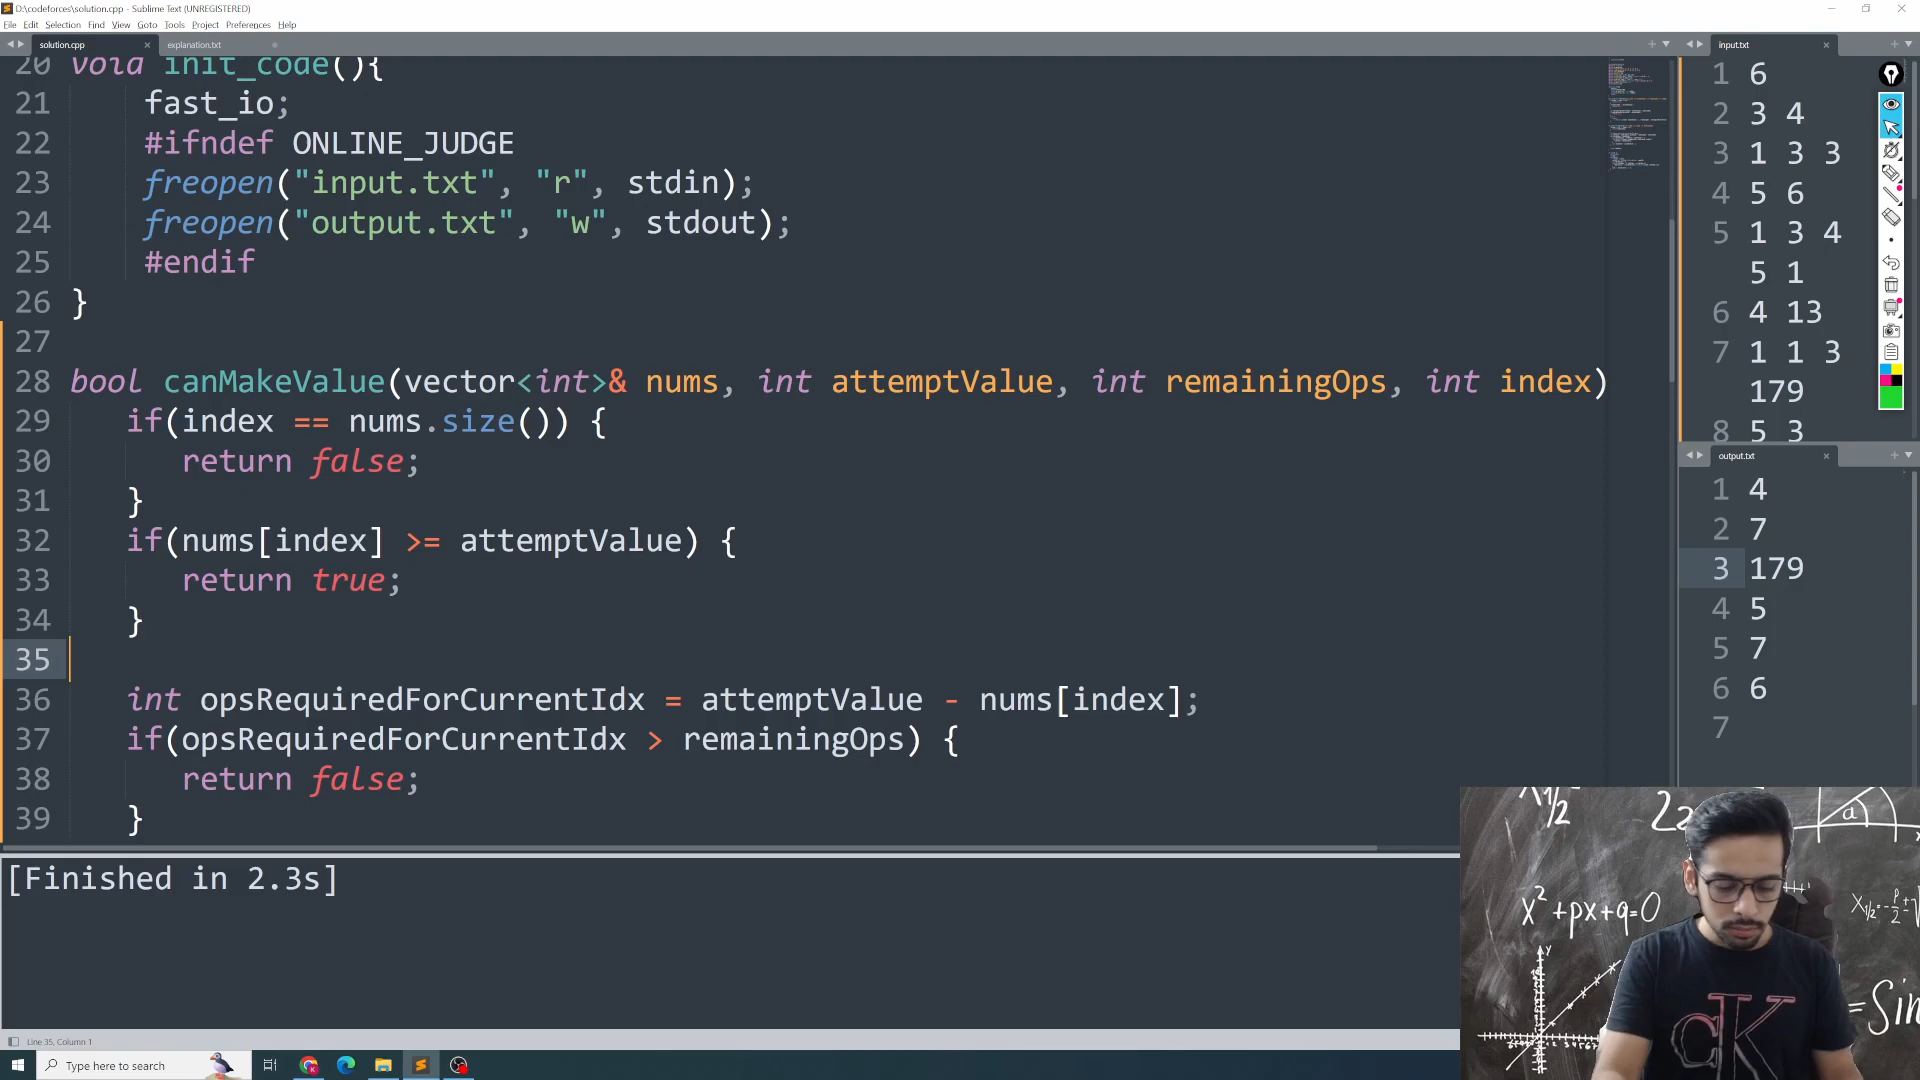 D:\codeforces\solution.cpp - Sublime Text (UNREGISTERED)
File Edit Selection Find View Goto Tools Project Preferences Help
solution.cpp
explanation.txt
20 void init_code(){
21 fast_io;
22 #ifndef ONLINE_JUDGE
23 freopen("input.txt", "r", stdin);
24 freopen("output.txt", "w", stdout);
25 #endif
26 }
27
28 bool canMakeValue(vector<int>& nums, int attemptValue, int remainingOps, int index)
29 if(index == nums.size()) {
30 return false;
31 }
32 if(nums[index] >= attemptValue) {
33 return true;
34 }
35
36 int opsRequiredForCurrentIdx = attemptValue - nums[index];
37 if(opsRequiredForCurrentIdx > remainingOps) {
38 return false;
39 }
input.txt
1 6
2 3 4
3 1 3 3
4 5 6
5 1 3 4
5 1
6 4 13
7 1 1 3
179
8 5 3
output.txt
1 4
2 7
3 179
4 5
5 7
6 6
7
[Finished in 2.3s]
x² +px+q=0
a
y
=Sin
CK
Line 35, Column 1
Type here to search